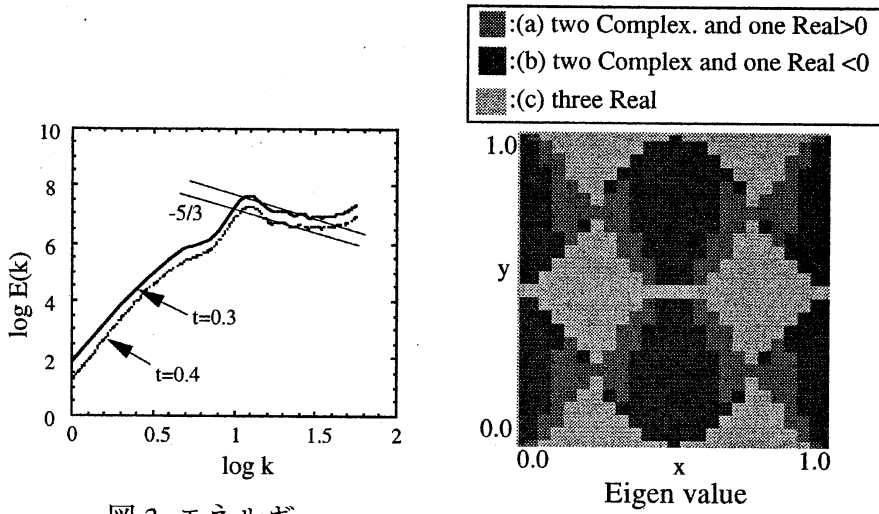 10
8
6
4
2
0
log E(k)
-5/3
t=0.3
t=0.4
0 0.5 1 1.5 2
log k
:(a) two Complex. and one Real>0
:(b) two Complex and one Real <0
:(c) three Real
1.0
y
0.0
0.0 x 1.0
Eigen value